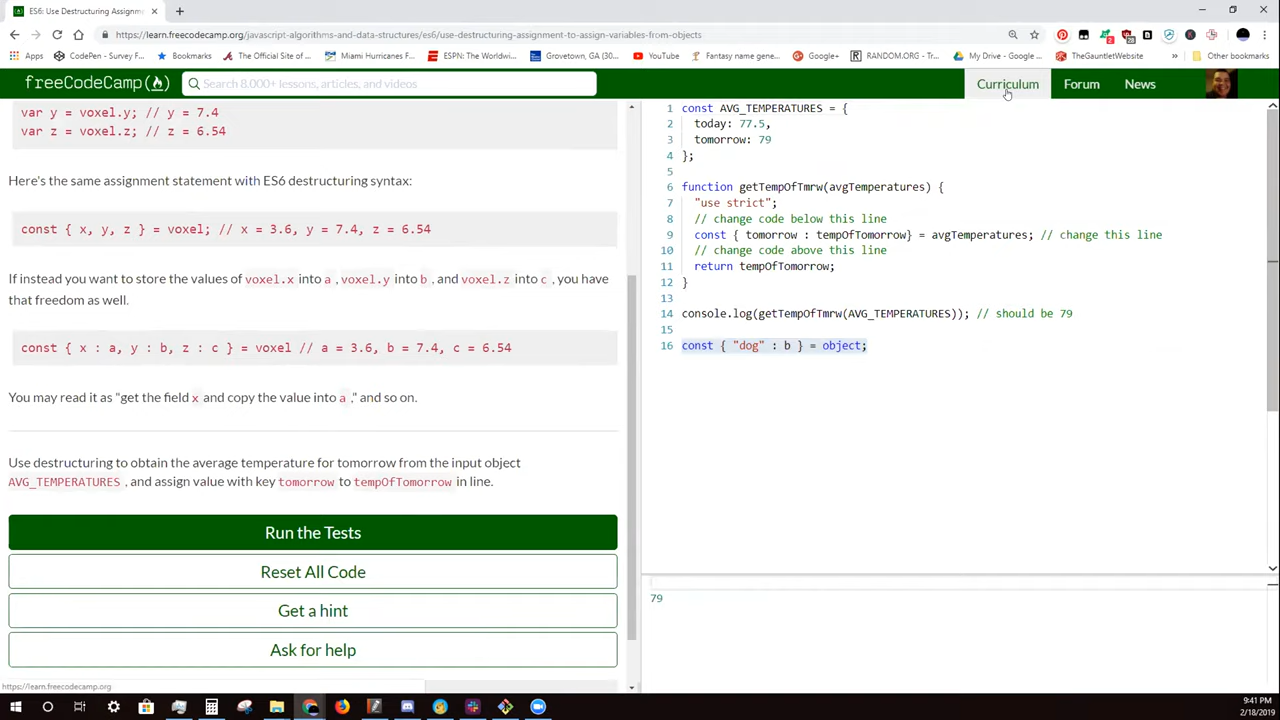 ES6: Use Destructuring Assignm
https://learn.freecodecamp.org/javascript-algorithms-and-data-structures/es6/use-destructuring-assignment-to-assign-variables-from-objects
Apps
CodePen - Survey F
Bookmarks
The Official Site of
Miami Hurricanes F
ESPN: The Worldwi
Grovetown, GA (30
YouTube
Fantasy name gene
Google+
RANDOM.ORG - Tr
My Drive - Google
TheGauntletWebsite
Other bookmarks
freeCodeCamp
Search 8,000+ lessons, articles, and videos
Curriculum
Forum
News
var y = voxel.y; // y = 7.4
var z = voxel.z; // z = 6.54
Here's the same assignment statement with ES6 destructuring syntax:
const { x, y, z } = voxel; // x = 3.6, y = 7.4, z = 6.54
If instead you want to store the values of voxel.x into a , voxel.y into b , and voxel.z into c , you have
that freedom as well.
const { x : a, y : b, z : c } = voxel // a = 3.6, b = 7.4, c = 6.54
You may read it as "get the field x and copy the value into a ," and so on.
Use destructuring to obtain the average temperature for tomorrow from the input object
AVG_TEMPERATURES , and assign value with key tomorrow to tempOfTomorrow in line.
Run the Tests
Reset All Code
Get a hint
Ask for help
https://learn.freecodecamp.org
1 const AVG_TEMPERATURES = {
2 today: 77.5,
3 tomorrow: 79
4 };
5
6 function getTempOfTmrw(avgTemperatures) {
7 "use strict";
8 // change code below this line
9 const { tomorrow : tempOfTomorrow} = avgTemperatures; // change this line
10 // change code above this line
11 return tempOfTomorrow;
12 }
13
14 console.log(getTempOfTmrw(AVG_TEMPERATURES)); // should be 79
15
16 const { "dog" : b } = object;
79
9:41 PM
2/18/2019